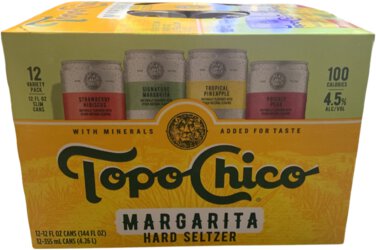 12
VARIETY
PACK
12 FL OZ
SLIM
CANS
STRAWBERRY
HIBISCUS
SIGNATURE
MARGARITA
TROPICAL
PINEAPPLE
PRICKLY
PEAR
100
CALORIES
4.5%
ALC/VOL
WITH MINERALS
ADDED FOR TASTE
Topo Chico
MARGARITA
HARD SELTZER
12-12 FL OZ CANS (144 FL OZ)
12-355 mL CANS (4.26 L)